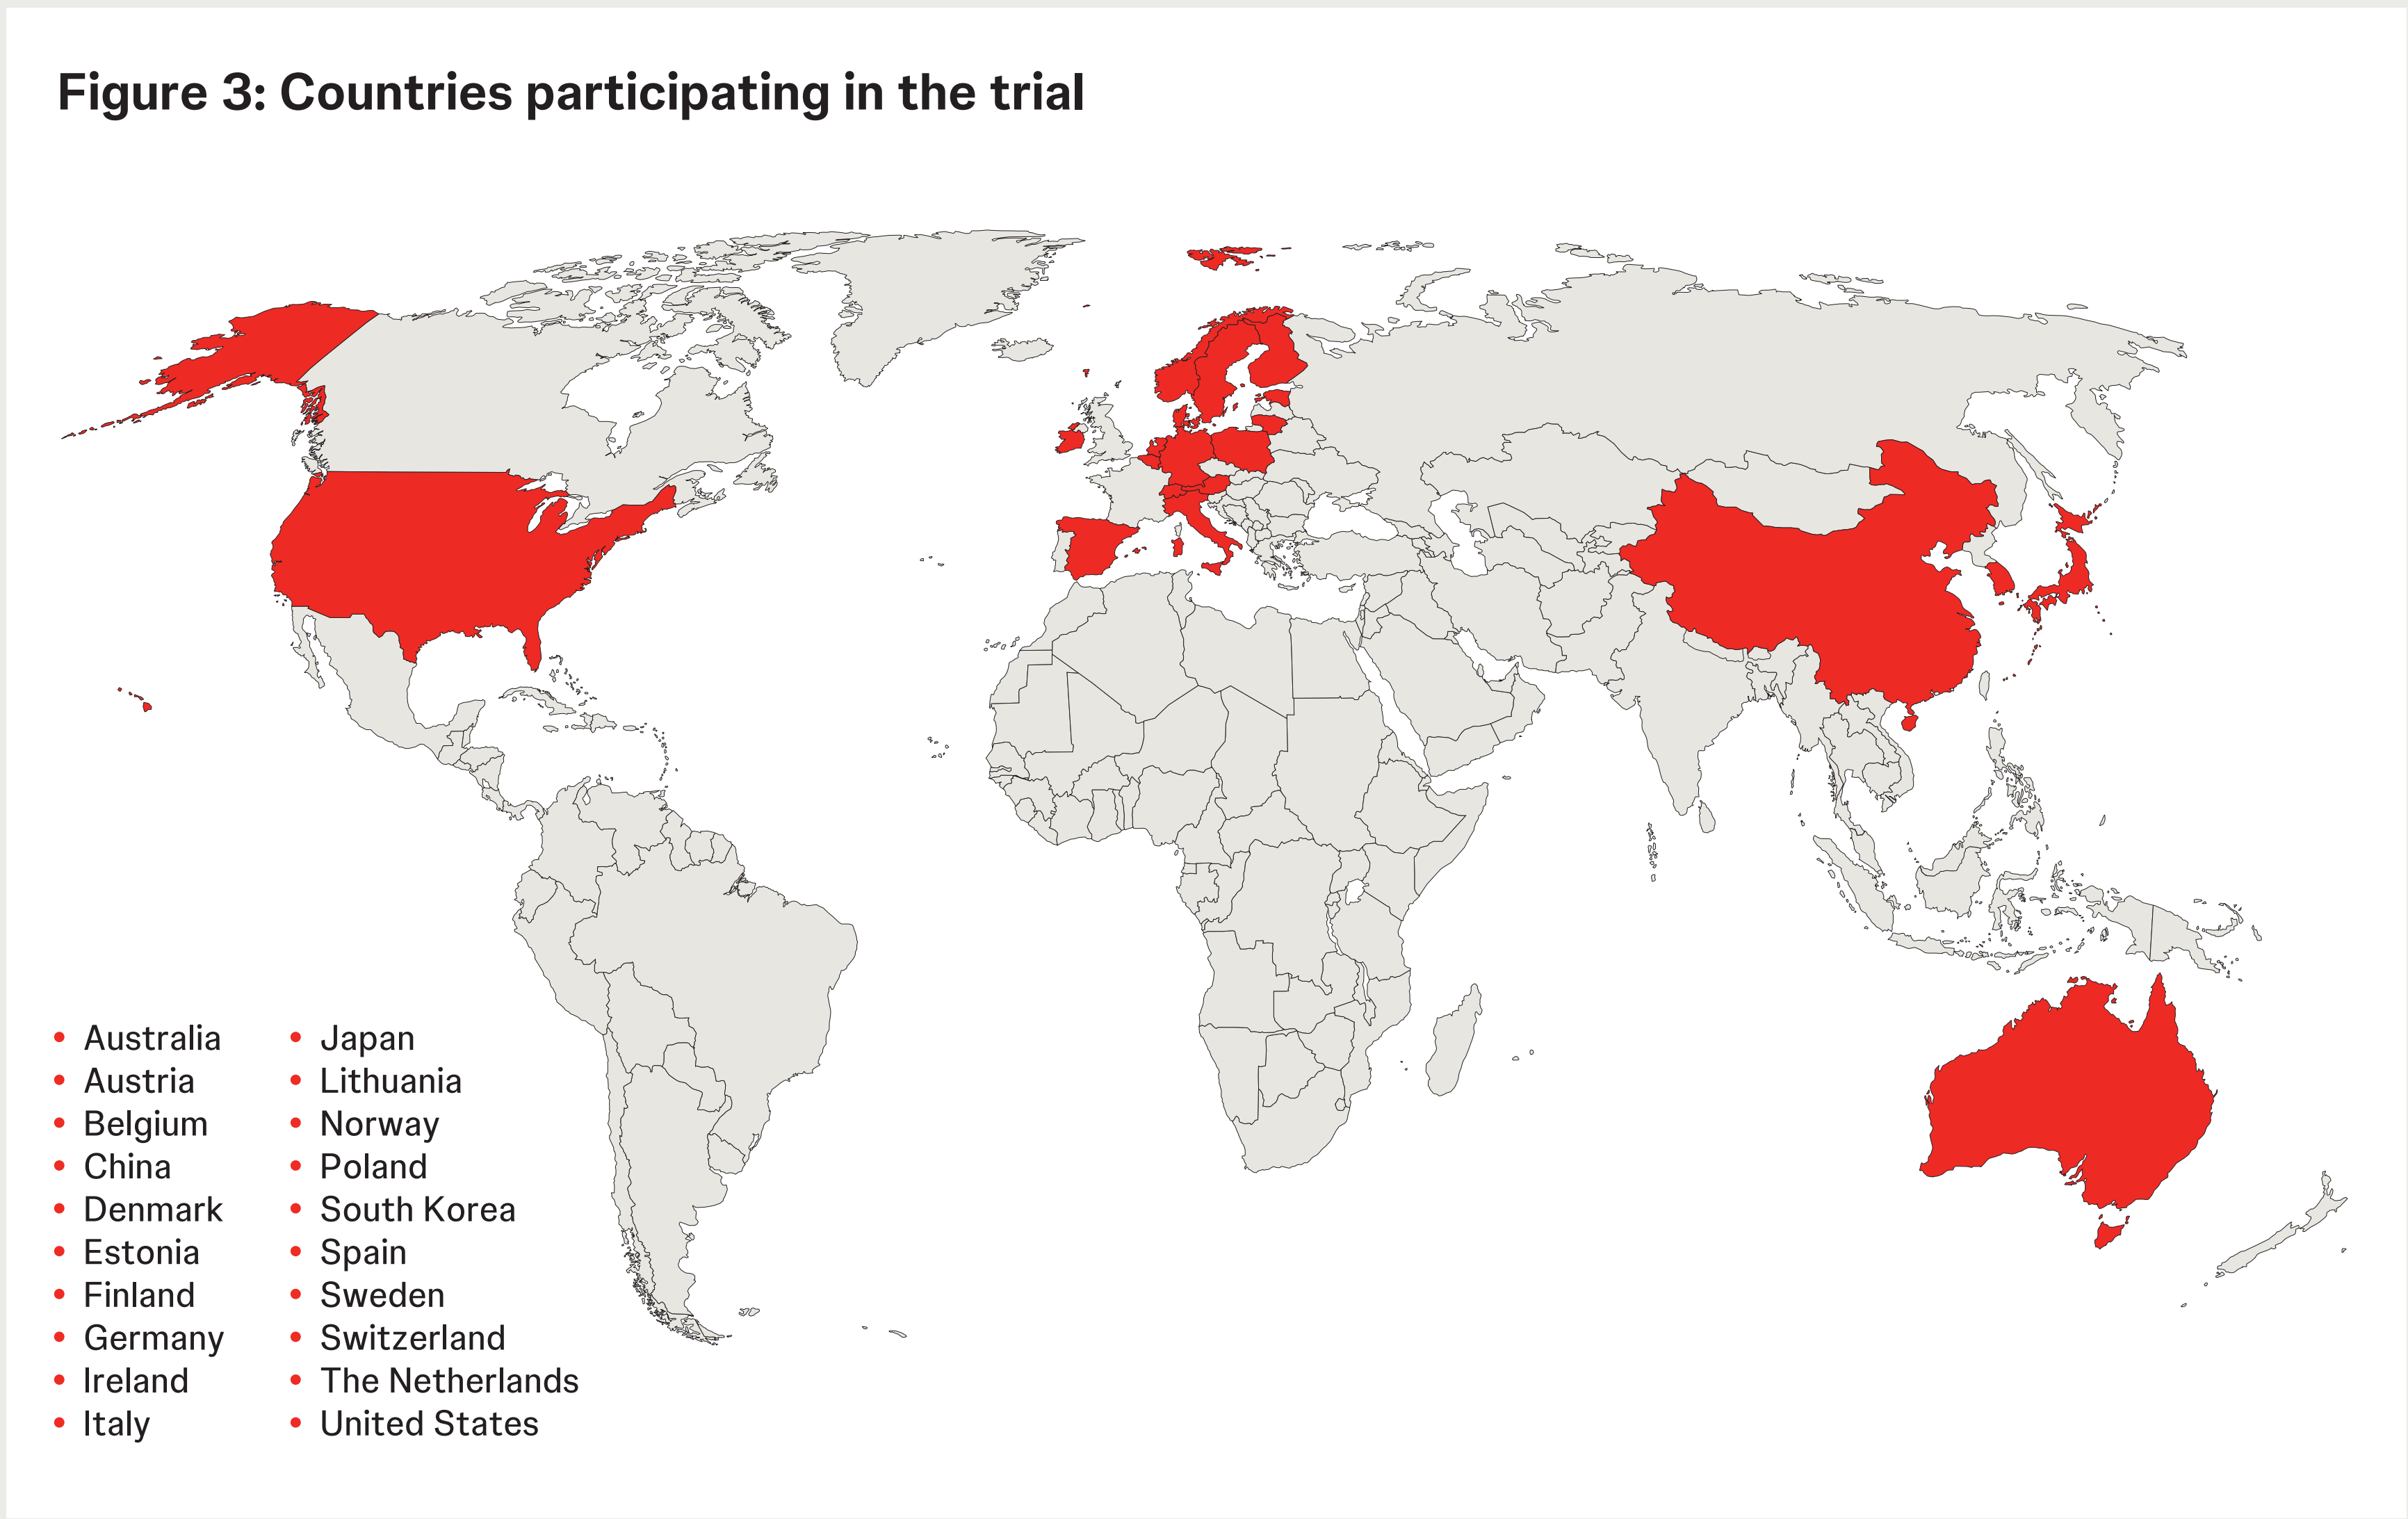 Figure 3: Countries participating in the trial
• Australia
• Austria
• Belgium
• China
• Denmark
• Estonia
• Finland
• Germany
• Ireland
• Italy
• Japan
• Lithuania
• Norway
• Poland
• South Korea
• Spain
• Sweden
• Switzerland
• The Netherlands
• United States